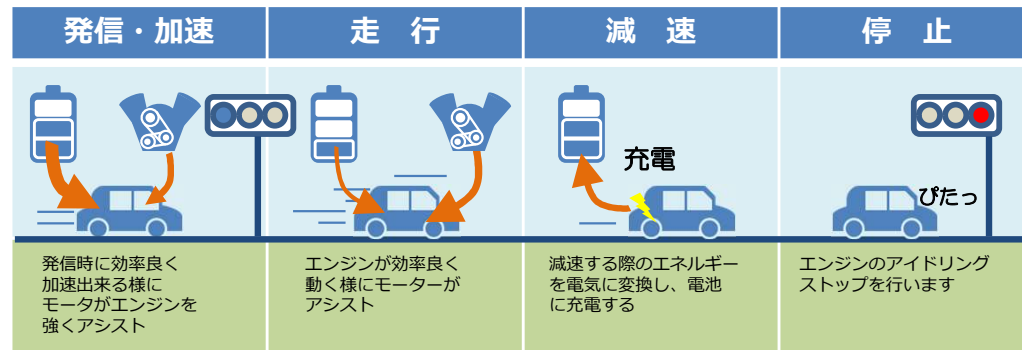 発信・加速
走 行
減 速
停 止
充電
ぴたっ
発信時に効率良く
加速出来る様に
モータがエンジンを
強くアシスト
エンジンが効率良く
動く様にモーターが
アシスト
減速する際のエネルギー
を電気に変換し、電池
に充電する
エンジンのアイドリング
ストップを行います